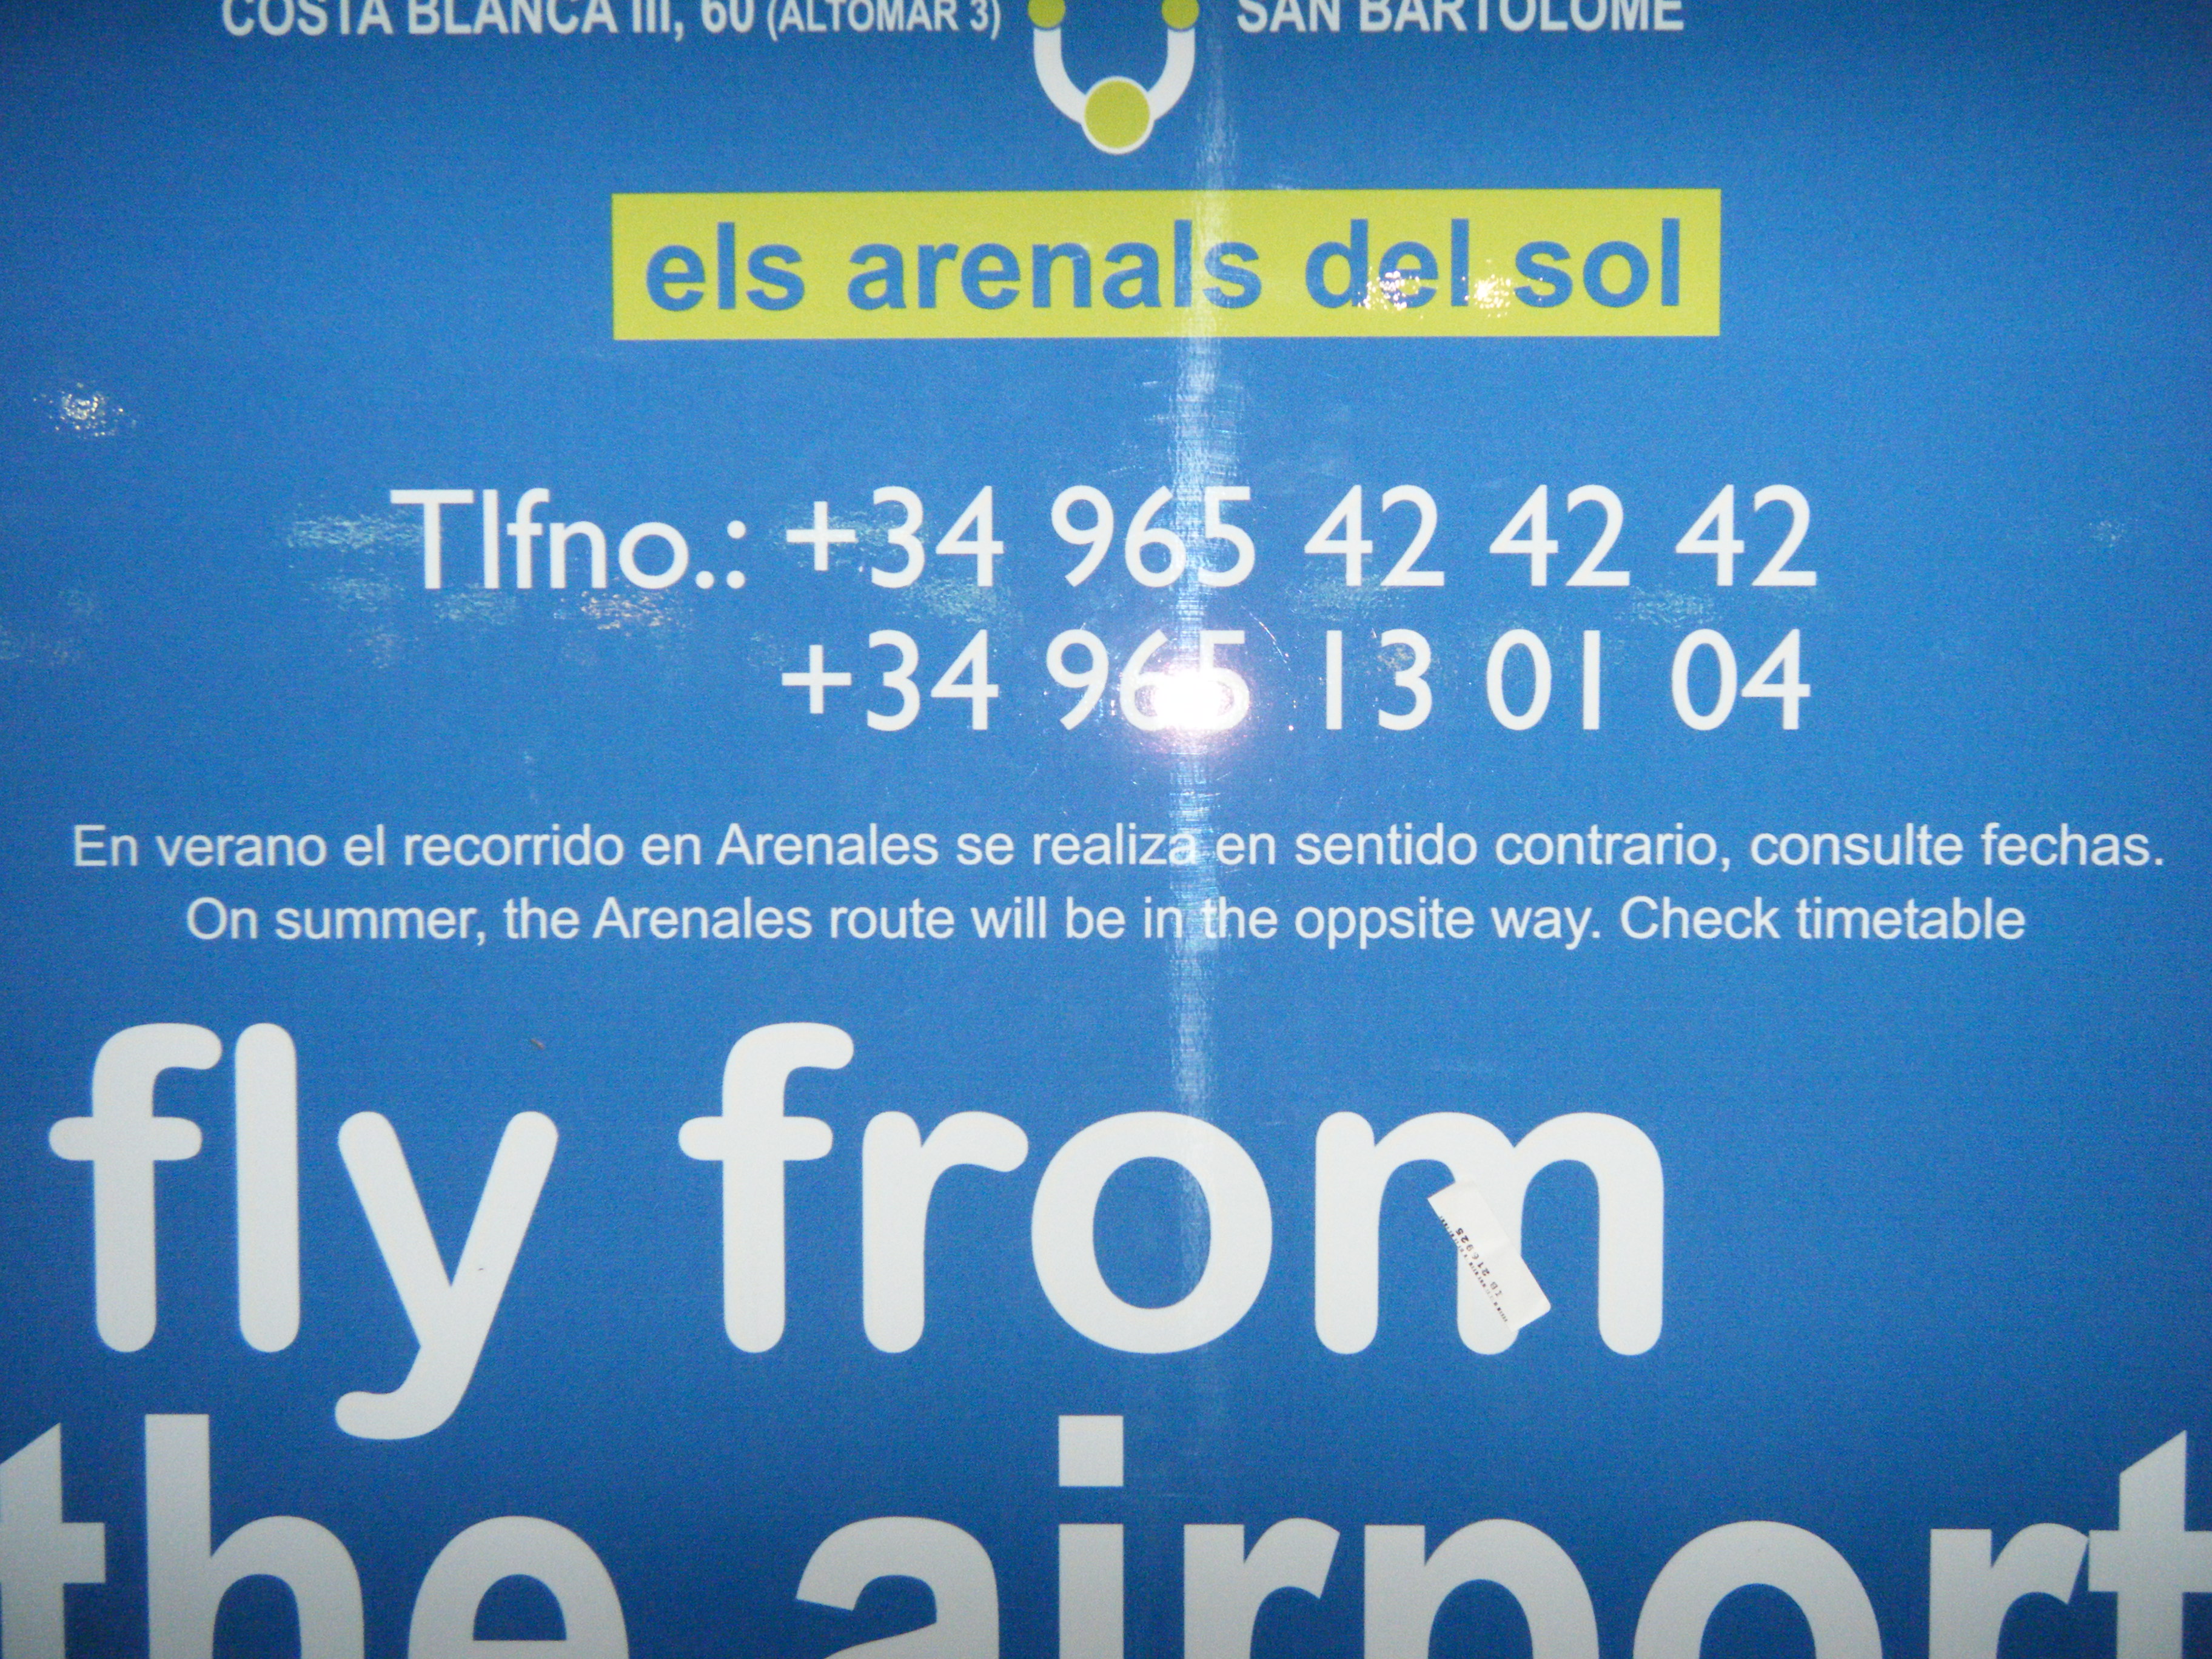 COSTA BLANCA III, 60 (ALTOMAR 3)
SAN BARTOLOMÉ
els arenals del sol
Tlfno.: +34 965 42 42 42
+34 965 13 01 04
En verano el recorrido en Arenales se realiza en sentido contrario, consulte fechas.
On summer, the Arenales route will be in the oppsite way. Check timetable
fly from
the airport